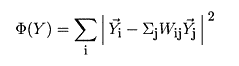 Φ(Y) = ∑ᵢ | Y⃗ᵢ − Σⱼ Wᵢⱼ Y⃗ⱼ |²